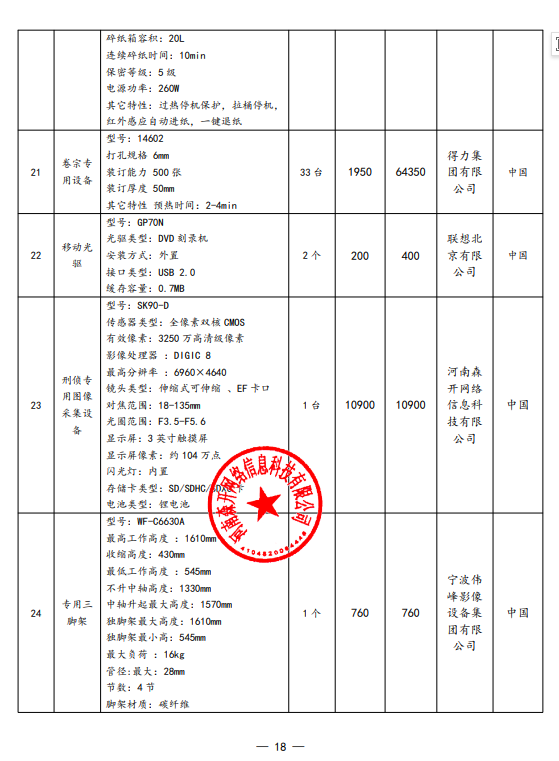 碎纸箱容积：20L
连续碎纸时间：10min
保密等级：5级
电源功率：260W
其它特性：过热停机保护，拉桶停机，
红外感应自动进纸，一键退纸
21
卷宗专
用设备
型号：14602
打孔规格 6mm
装订能力 500张
装订厚度 50mm
其它特性 预热时间：2-4min
33台
1950
64350
得力集
团有限
公司
中国
22
移动光
驱
型号：GP70N
光驱类型：DVD刻录机
安装方式：外置
接口类型：USB 2.0
缓存容量：0.7MB
2个
200
400
联想北
京有限
公司
中国
23
刑侦专
用图像
采集设
备
型号：SK90-D
传感器类型：全像素双核CMOS
有效像素：3250万高清级像素
影像处理器 ：DIGIC 8
最高分辨率 ：6960×4640
镜头类型：伸缩式可伸缩 、EF卡口
对焦范围：18-135mm
光圈范围：F3.5-F5.6
显示屏：3英寸触摸屏
显示屏像素：约104万点
闪光灯：内置
存储卡类型：SD/SDHC/SDXC卡
电池类型：锂电池
1台
10900
10900
河南森
开网络
信息科
技有限
公司
中国
河南森开网络信息科技有限公司
24
专用三
脚架
型号：WF-C6630A
最高工作高度 ：1610mm
收缩高度：430mm
最低工作高度 ：545mm
不升中轴高度：1330mm
中轴升起最大高度：1570mm
独脚架最大高度：1610mm
独脚架最小高：545mm
最大负荷 ：16kg
管径:最大：28mm
节数：4节
脚架材质：碳纤维
1个
760
760
宁波伟
峰影像
设备集
团有限
公司
中国
— 18 —